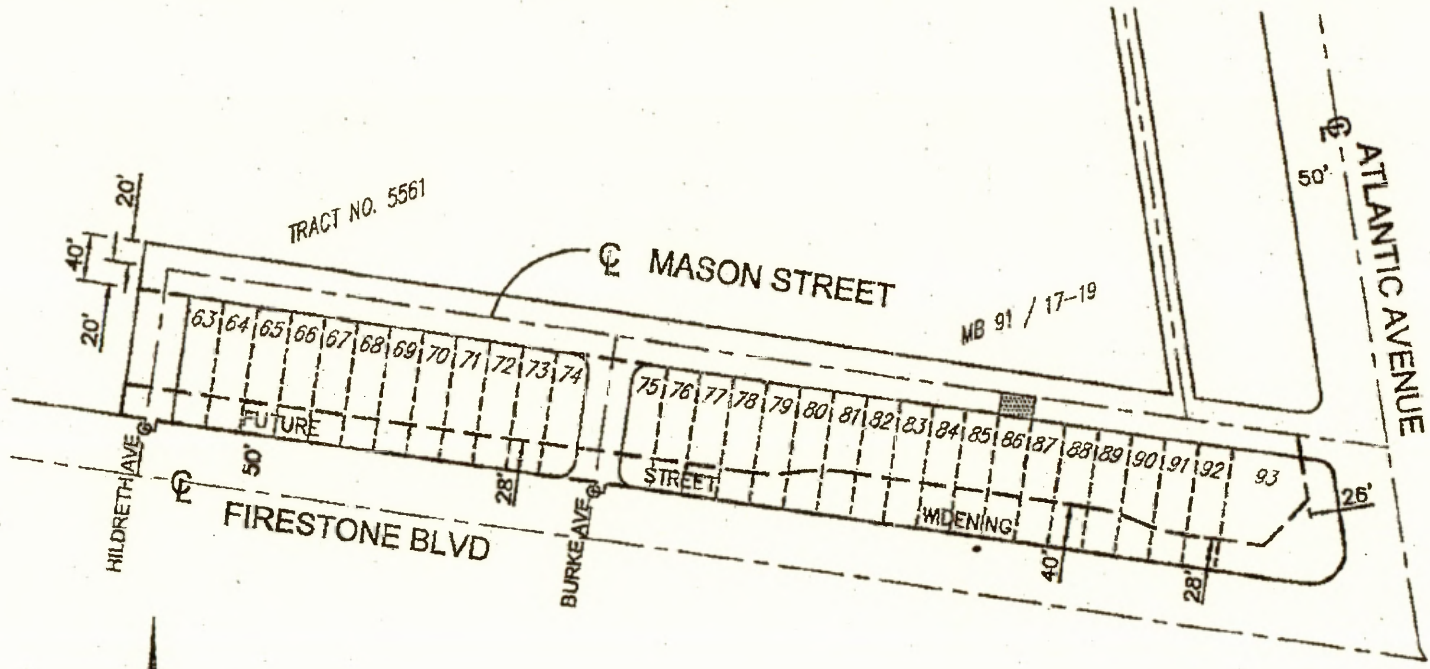 20'
40'
20'
TRACT NO. 5561
℄ MASON STREET
MB 91 / 17-19
50'
℄ ATLANTIC AVENUE
63 64 65 66 67 68 69 70 71 72 73 74
75 76 77 78 79 80 81 82 83 84 85 86 87 88 89 90 91 92 93
FUTURE STREET WIDENING
50'
28'
40'
28'
26'
HILDRETH AVE ℄
℄ FIRESTONE BLVD
BURKE AVE ℄